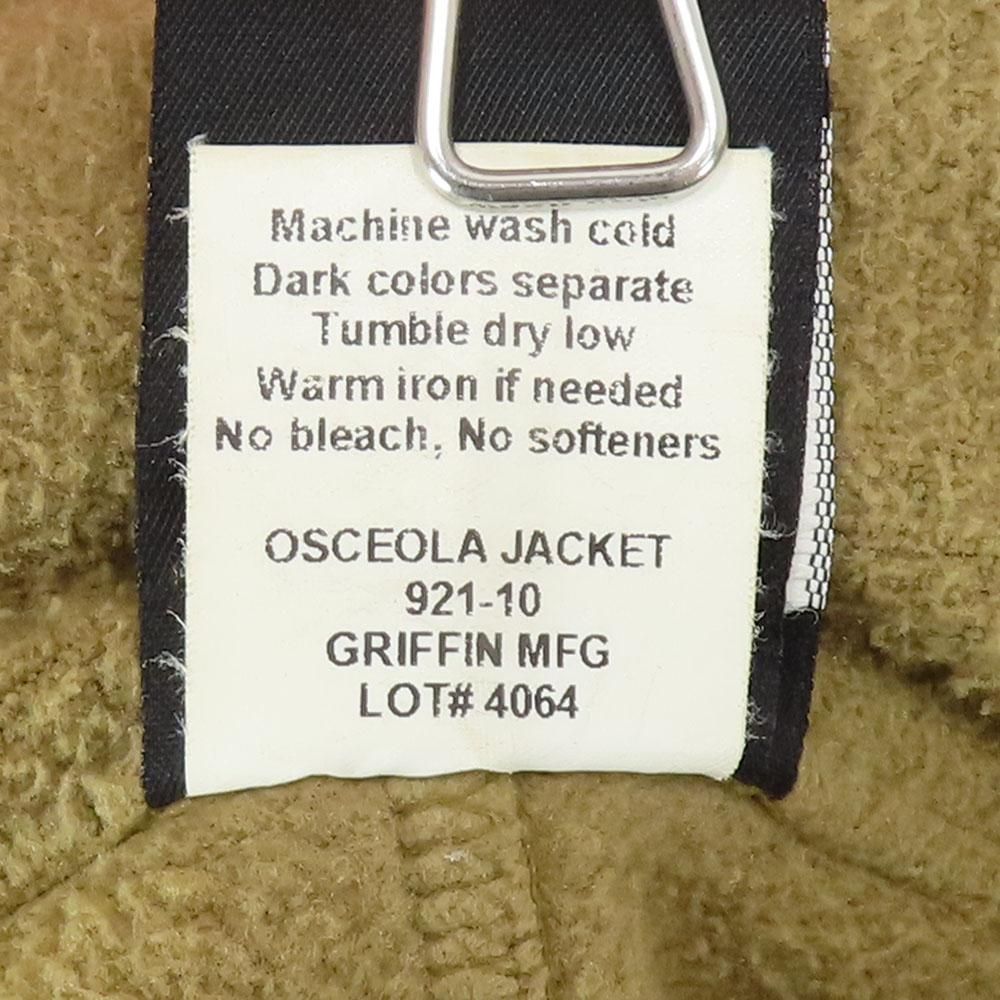 Machine wash cold
Dark colors separate
Tumble dry low
Warm iron if needed
No bleach, No softeners
OSCEOLA JACKET
921-10
GRIFFIN MFG
LOT# 4064